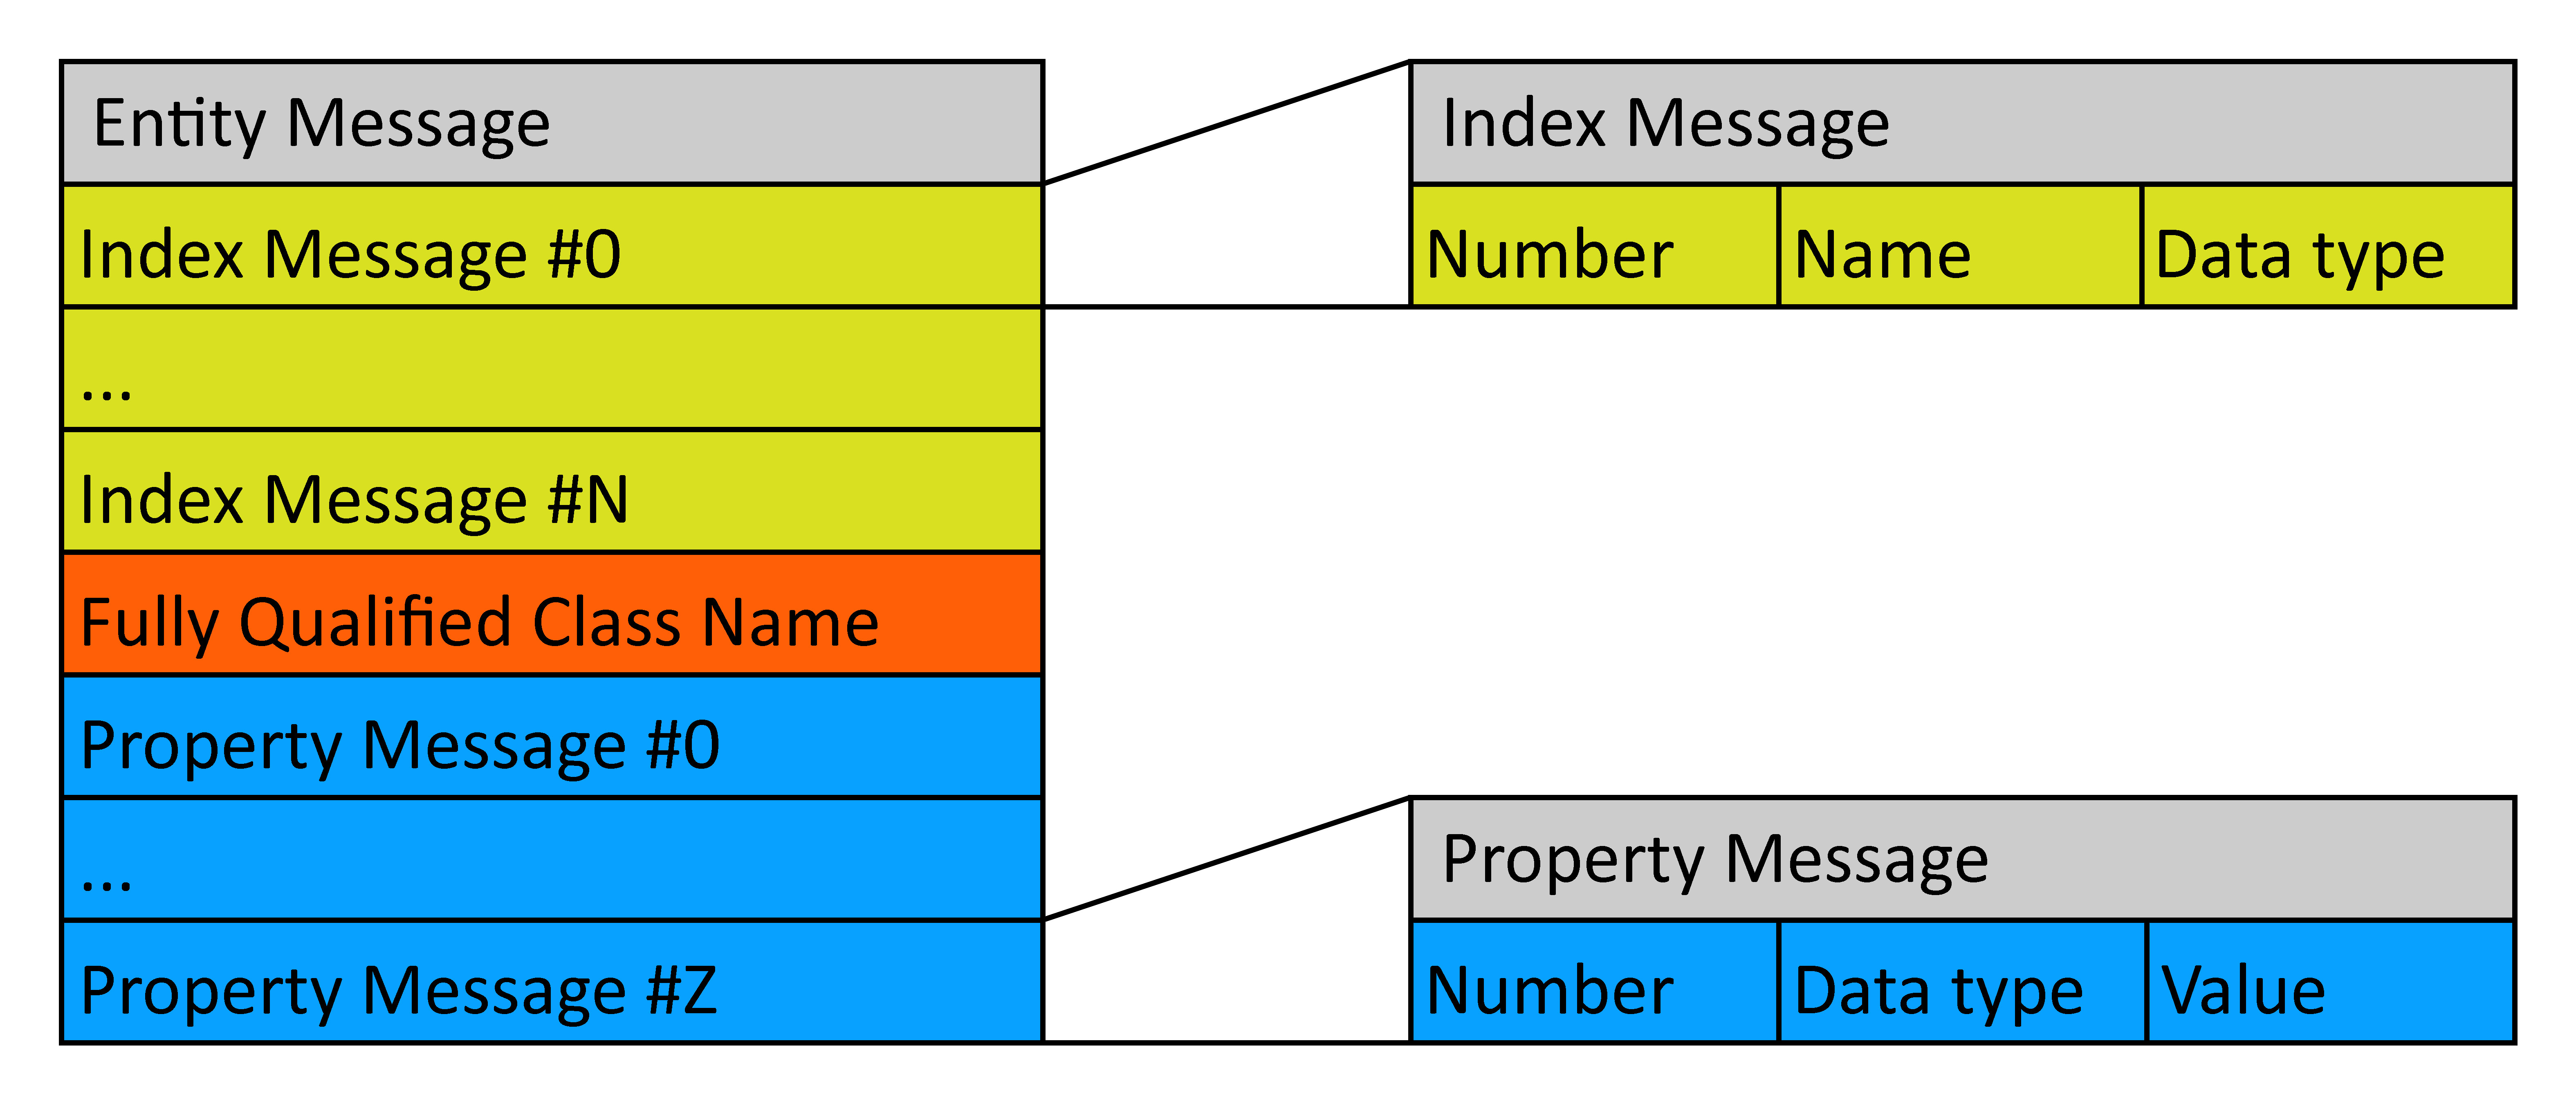 Entity Message
Index Message #0
...
Index Message #N
Fully Qualified Class Name
Property Message #0
...
Property Message #Z
Index Message
Number Name Data type
Property Message
Number Data type Value